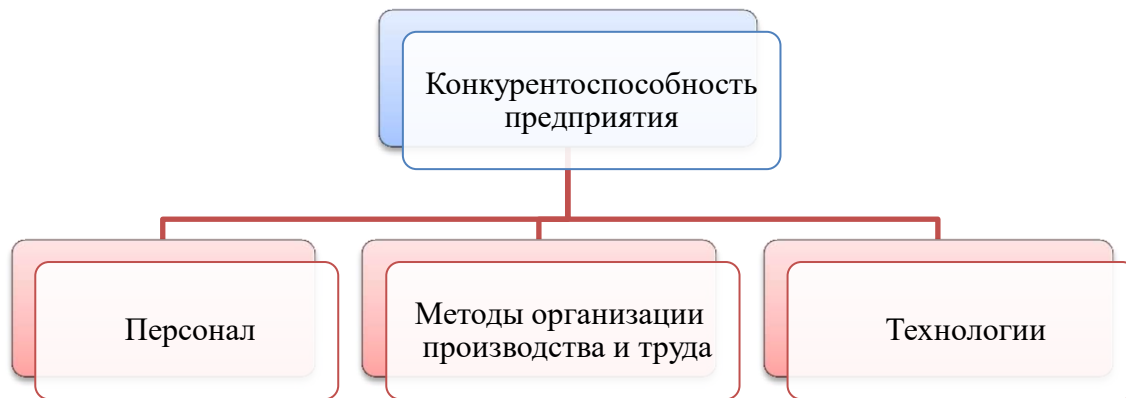 Конкурентоспособность
предприятия
Персонал
Методы организации
производства и труда
Технологии